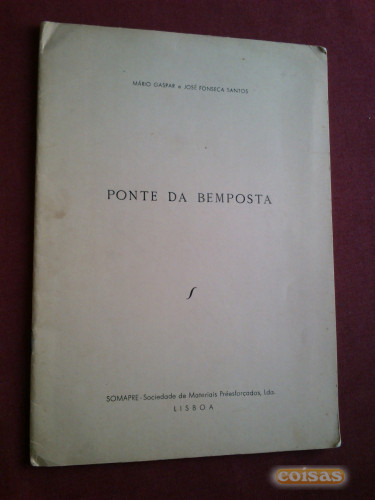 MÁRIO GASPAR e JOSÉ FONSECA SANTOS
PONTE DA BEMPOSTA
SOMAPRE-Sociedade de Materiais Préesforçados, Lda.
LISBOA
coisas